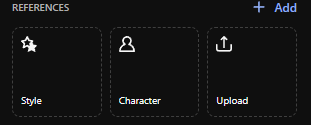 REFERENCES
+ Add
Style
Character
Upload